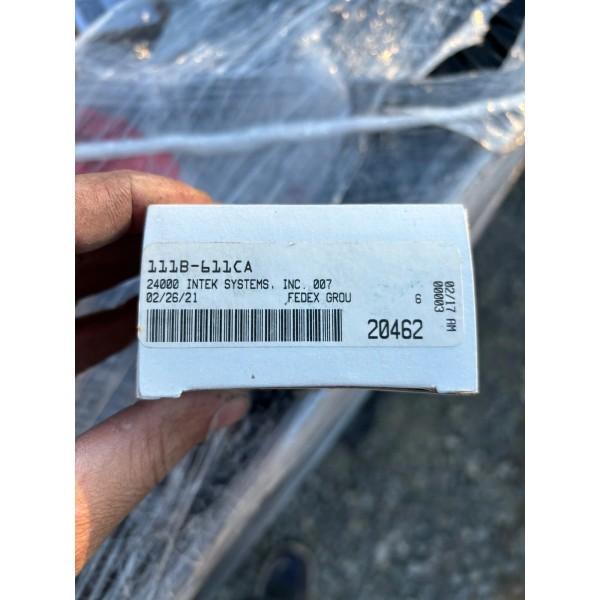 111B-611CA
24000 INTEK SYSTEMS, INC. 007
02/26/21 FEDEX GROU 6
20462
02/17 AM
000003